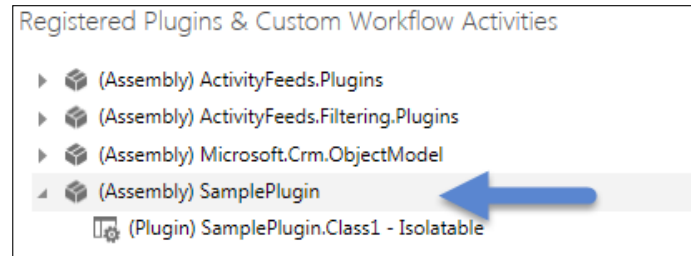 Registered Plugins & Custom Workflow Activities
(Assembly) ActivityFeeds.Plugins
(Assembly) ActivityFeeds.Filtering.Plugins
(Assembly) Microsoft.Crm.ObjectModel
(Assembly) SamplePlugin
(Plugin) SamplePlugin.Class1 - Isolatable